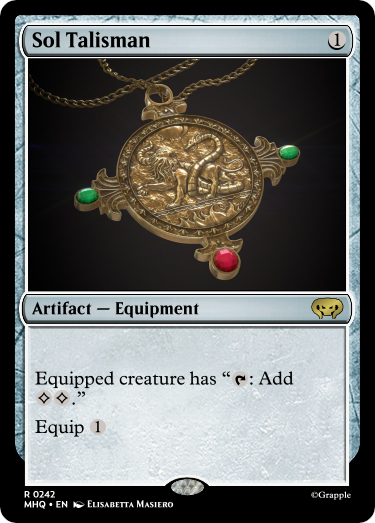 Sol Talisman 1
Artifact — Equipment
Equipped creature has “: Add
.”
Equip 1
R 0242
MHQ • EN Elisabetta Masiero
©Grapple